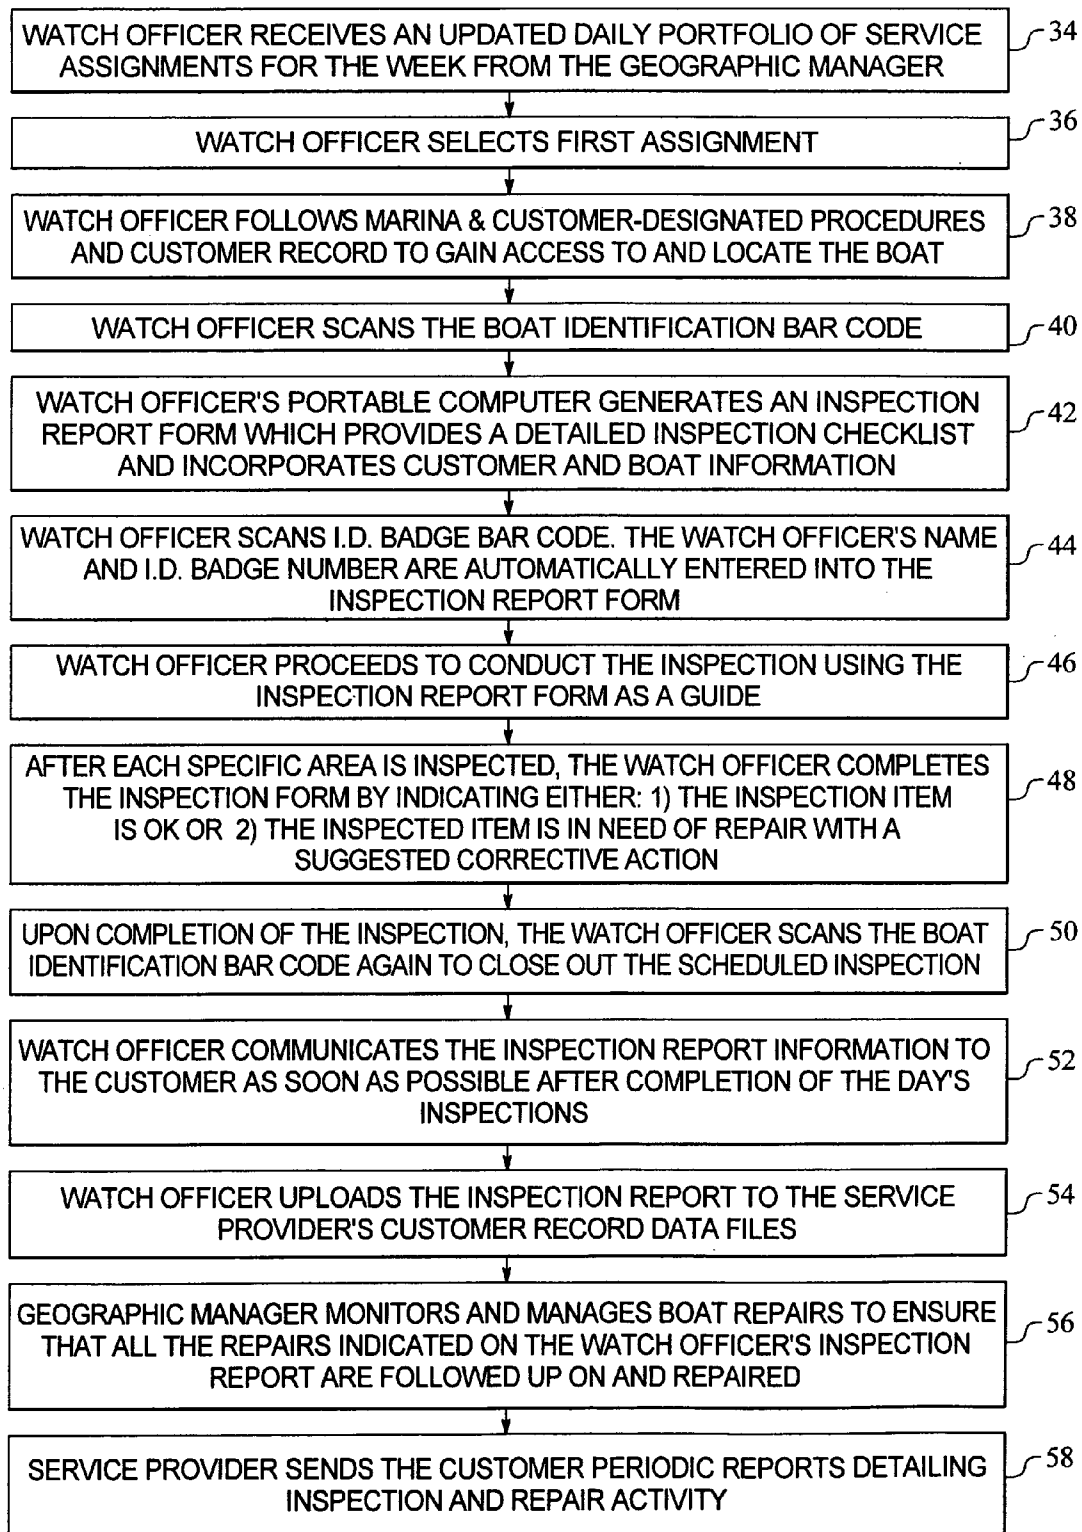 WATCH OFFICER RECEIVES AN UPDATED DAILY PORTFOLIO OF SERVICE
ASSIGNMENTS FOR THE WEEK FROM THE GEOGRAPHIC MANAGER
34
WATCH OFFICER SELECTS FIRST ASSIGNMENT
36
WATCH OFFICER FOLLOWS MARINA & CUSTOMER-DESIGNATED PROCEDURES
AND CUSTOMER RECORD TO GAIN ACCESS TO AND LOCATE THE BOAT
38
WATCH OFFICER SCANS THE BOAT IDENTIFICATION BAR CODE
40
WATCH OFFICER'S PORTABLE COMPUTER GENERATES AN INSPECTION
REPORT FORM WHICH PROVIDES A DETAILED INSPECTION CHECKLIST
AND INCORPORATES CUSTOMER AND BOAT INFORMATION
42
WATCH OFFICER SCANS I.D. BADGE BAR CODE. THE WATCH OFFICER'S NAME
AND I.D. BADGE NUMBER ARE AUTOMATICALLY ENTERED INTO THE
INSPECTION REPORT FORM
44
WATCH OFFICER PROCEEDS TO CONDUCT THE INSPECTION USING THE
INSPECTION REPORT FORM AS A GUIDE
46
AFTER EACH SPECIFIC AREA IS INSPECTED, THE WATCH OFFICER COMPLETES
THE INSPECTION FORM BY INDICATING EITHER: 1) THE INSPECTION ITEM
IS OK OR 2) THE INSPECTED ITEM IS IN NEED OF REPAIR WITH A
SUGGESTED CORRECTIVE ACTION
48
UPON COMPLETION OF THE INSPECTION, THE WATCH OFFICER SCANS THE BOAT
IDENTIFICATION BAR CODE AGAIN TO CLOSE OUT THE SCHEDULED INSPECTION
50
WATCH OFFICER COMMUNICATES THE INSPECTION REPORT INFORMATION TO
THE CUSTOMER AS SOON AS POSSIBLE AFTER COMPLETION OF THE DAY'S
INSPECTIONS
52
WATCH OFFICER UPLOADS THE INSPECTION REPORT TO THE SERVICE
PROVIDER'S CUSTOMER RECORD DATA FILES
54
GEOGRAPHIC MANAGER MONITORS AND MANAGES BOAT REPAIRS TO ENSURE
THAT ALL THE REPAIRS INDICATED ON THE WATCH OFFICER'S INSPECTION
REPORT ARE FOLLOWED UP ON AND REPAIRED
56
SERVICE PROVIDER SENDS THE CUSTOMER PERIODIC REPORTS DETAILING
INSPECTION AND REPAIR ACTIVITY
58